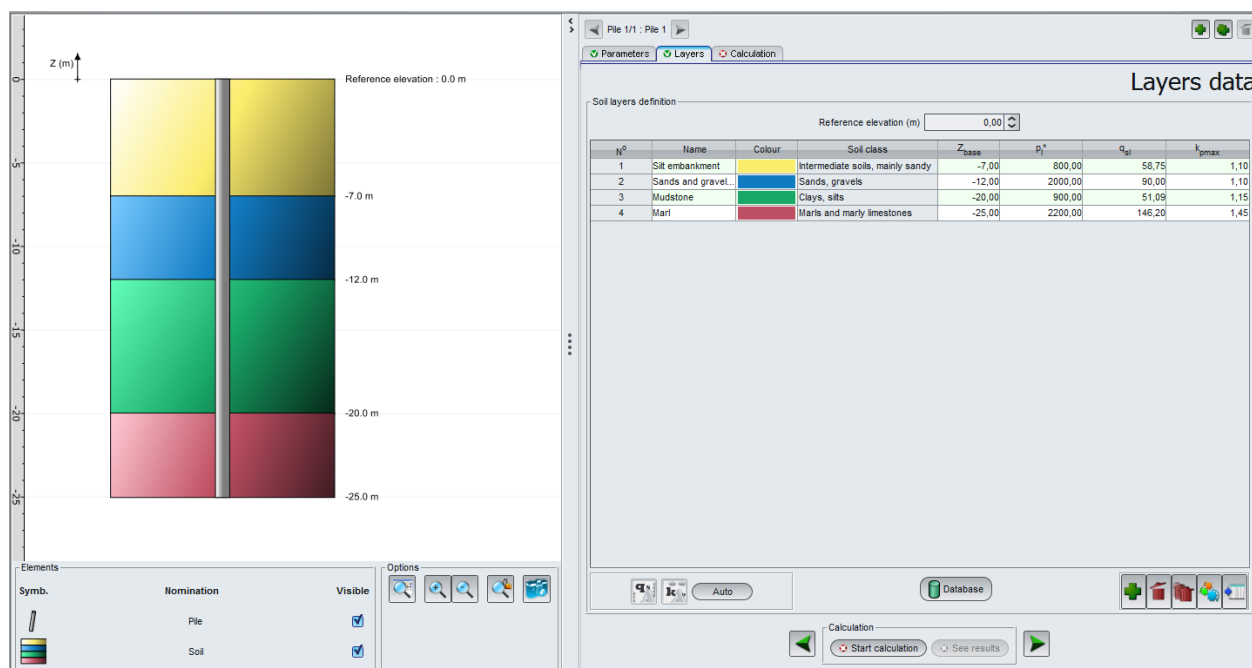 Z (m)
Reference elevation : 0.0 m
0
-5
-7.0 m
-10
-12.0 m
-15
-20
-20.0 m
-25
-25.0 m
Elements
Symb. Nomination Visible
Pile
Soil
Options
Pile 1/1 : Pile 1
Parameters Layers Calculation
Layers data
Soil layers definition
Reference elevation (m) 0,00
N° Name Colour Soil class Zbase pl* qsl kpmax
1 Silt embankment Intermediate soils, mainly sandy -7,00 800,00 58,75 1,10
2 Sands and gravel... Sands, gravels -12,00 2000,00 90,00 1,10
3 Mudstone Clays, silts -20,00 900,00 51,09 1,15
4 Marl Marls and marly limestones -25,00 2200,00 146,20 1,45
Auto
Database
Calculation
Start calculation See results